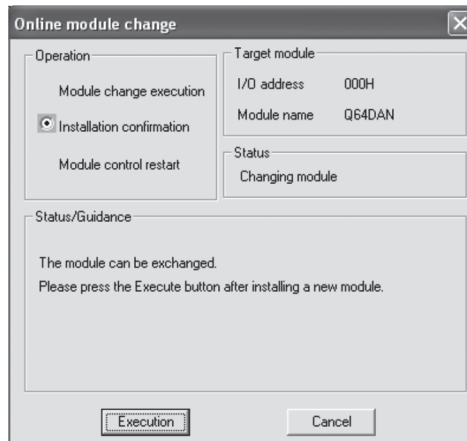 Online module change
Operation
Module change execution
Installation confirmation
Module control restart
Target module
I/O address 000H
Module name Q64DAN
Status
Changing module
Status/Guidance
The module can be exchanged.
Please press the Execute button after installing a new module.
Execution
Cancel